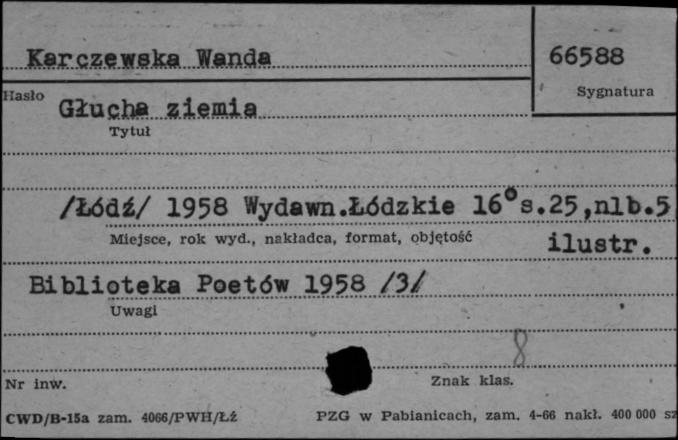 Karczewska Wanda
66588
Hasło
Sygnatura
Głucha ziemia
Tytuł
/Łódź/ 1958 Wydawn.Łódzkie 16° s.25,nlb.5
Miejsce, rok wyd., nakładca, format, objętość
ilustr.
Biblioteka Poetów 1958 /3/
Uwagi
8
Nr inw.
Znak klas.
CWD/B-15a zam. 4066/PWH/Łź
PZG w Pabianicach, zam. 4-66 nakł. 400 000 sz